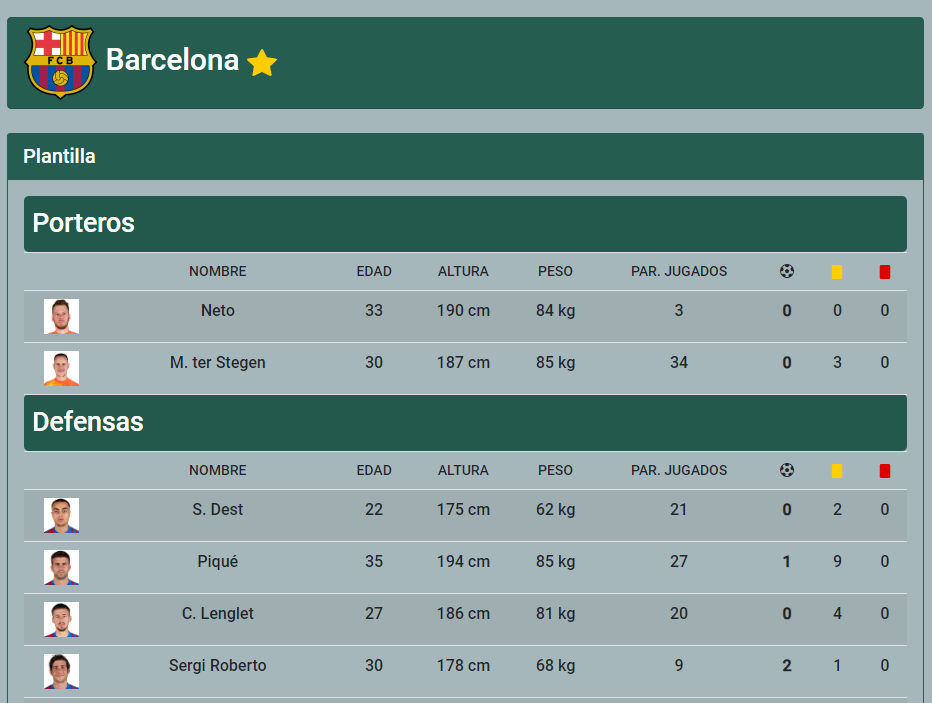 FCB
Barcelona
Plantilla
Porteros
NOMBRE EDAD ALTURA PESO PAR. JUGADOS
Neto 33 190 cm 84 kg 3 0 0 0
M. ter Stegen 30 187 cm 85 kg 34 0 3 0
Defensas
NOMBRE EDAD ALTURA PESO PAR. JUGADOS
S. Dest 22 175 cm 62 kg 21 0 2 0
Piqué 35 194 cm 85 kg 27 1 9 0
C. Lenglet 27 186 cm 81 kg 20 0 4 0
Sergi Roberto 30 178 cm 68 kg 9 2 1 0